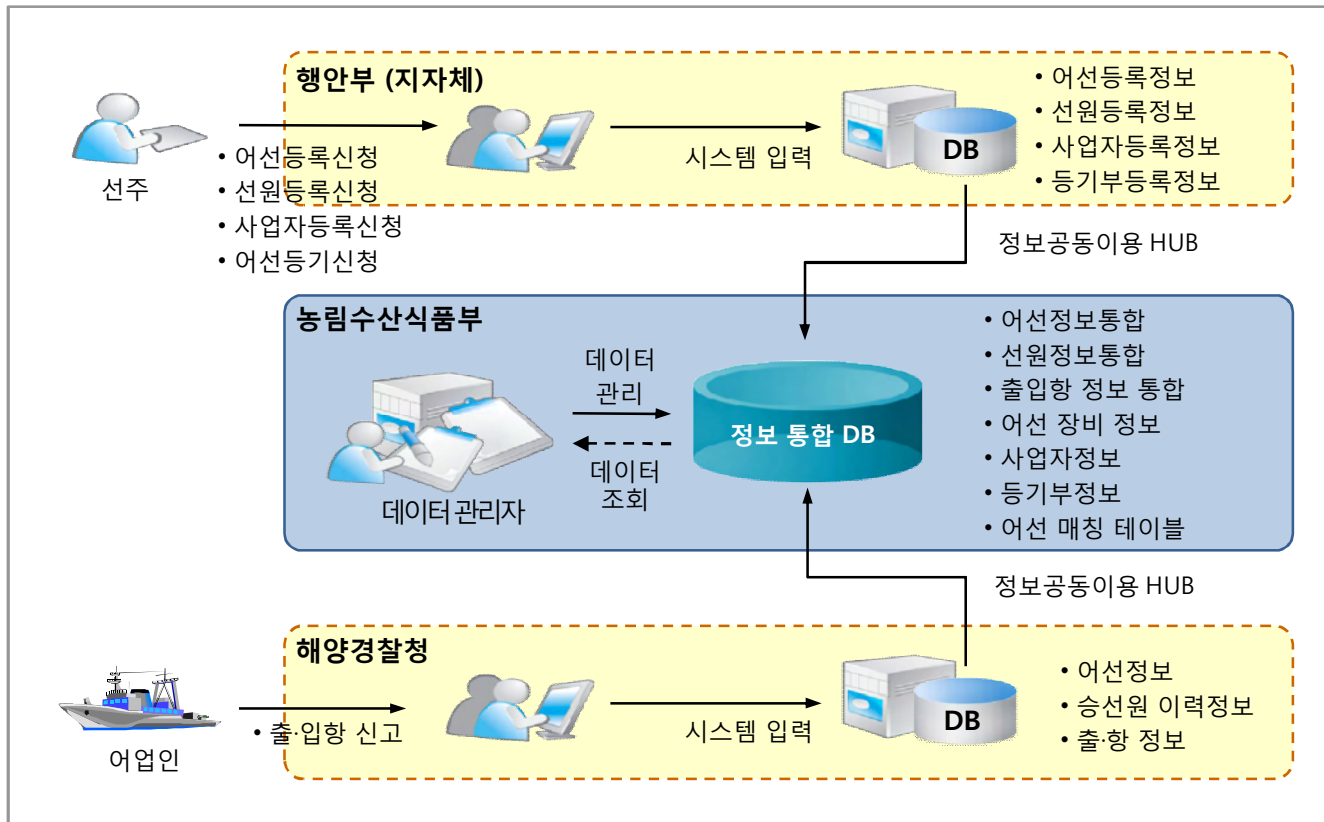 행안부 (지자체)
선주
• 어선등록신청
• 선원등록신청
• 사업자등록신청
• 어선등기신청
시스템 입력
DB
• 어선등록정보
• 선원등록정보
• 사업자등록정보
• 등기부등록정보
정보공동이용 HUB
농림수산식품부
데이터 관리자
데이터
관리
데이터
조회
정보 통합 DB
• 어선정보통합
• 선원정보통합
• 출입항 정보 통합
• 어선 장비 정보
• 사업자정보
• 등기부정보
• 어선 매칭 테이블
정보공동이용 HUB
해양경찰청
어업인
• 출·입항 신고
시스템 입력
DB
• 어선정보
• 승선원 이력정보
• 출·항 정보